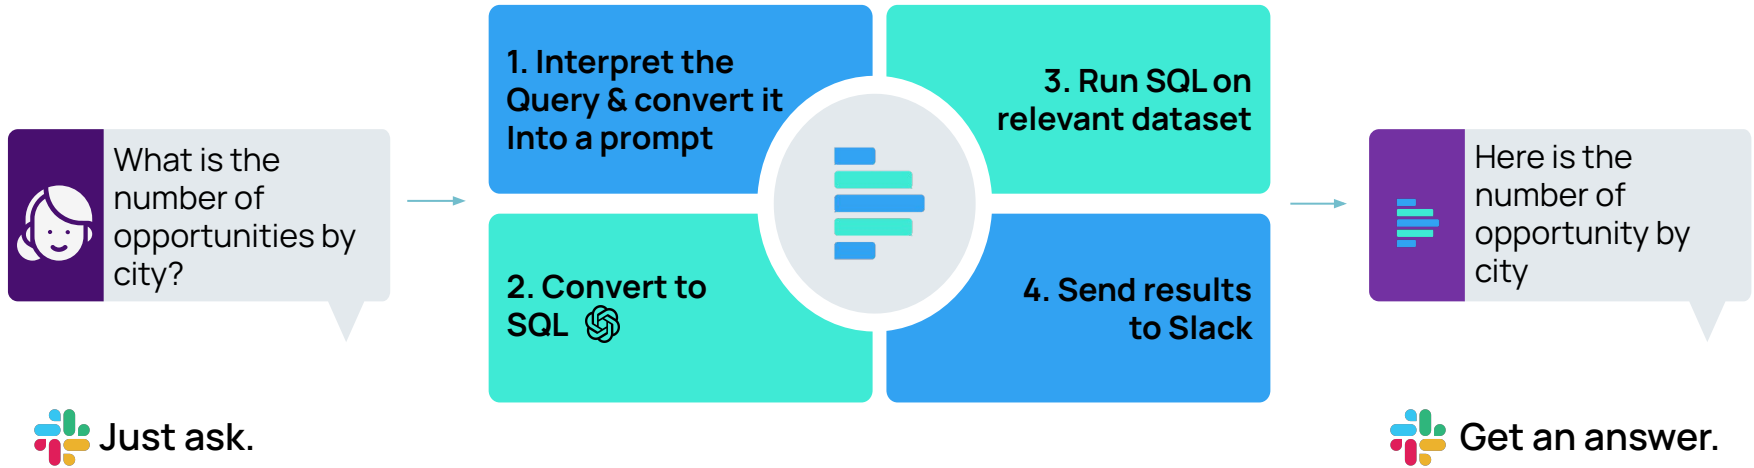 What is the
number of
opportunities by
city?
Just ask.
1. Interpret the
Query & convert it
Into a prompt
2. Convert to
SQL
3. Run SQL on
relevant dataset
4. Send results
to Slack
Here is the
number of
opportunity by
city
Get an answer.